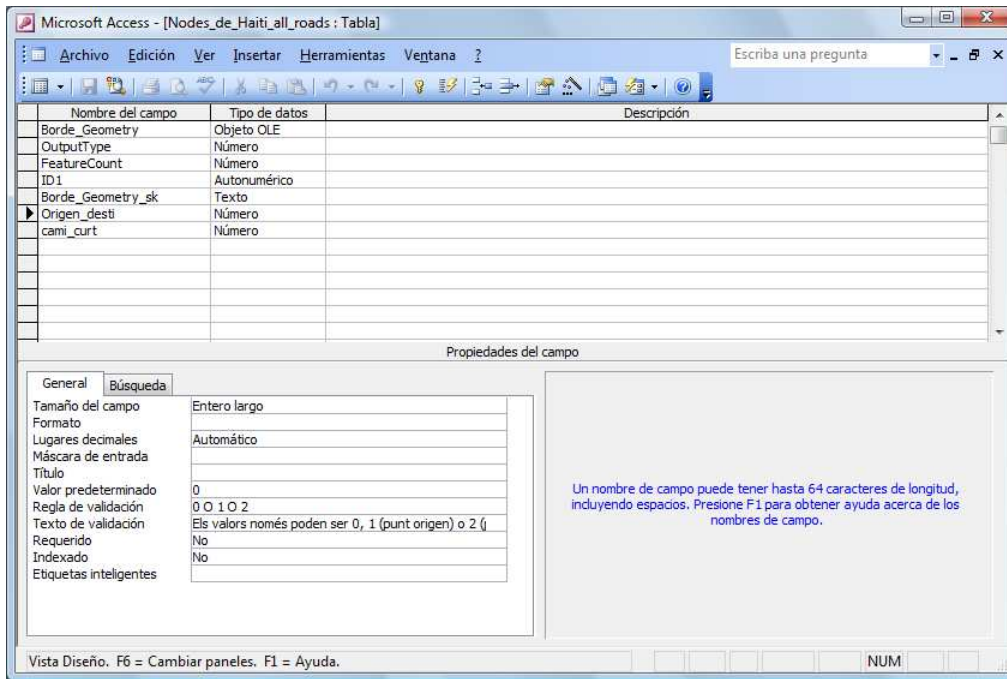 Microsoft Access - [Nodes_de_Haiti_all_roads : Tabla]
Archivo Edición Ver Insertar Herramientas Ventana ? Escriba una pregunta
Nombre del campo Tipo de datos Descripción
Borde_Geometry Objeto OLE
OutputType Número
FeatureCount Número
ID1 Autonumérico
Borde_Geometry_sk Texto
Origen_desti Número
cami_curt Número
Propiedades del campo
General Búsqueda
Tamaño del campo Entero largo
Formato
Lugares decimales Automático
Máscara de entrada
Título
Valor predeterminado 0
Regla de validación 0 O 1 O 2
Texto de validación Els valors només poden ser 0, 1 (punt origen) o 2 (
Requerido No
Indexado No
Etiquetas inteligentes
Un nombre de campo puede tener hasta 64 caracteres de longitud,
incluyendo espacios. Presione F1 para obtener ayuda acerca de los
nombres de campo.
Vista Diseño. F6 = Cambiar paneles. F1 = Ayuda. NUM